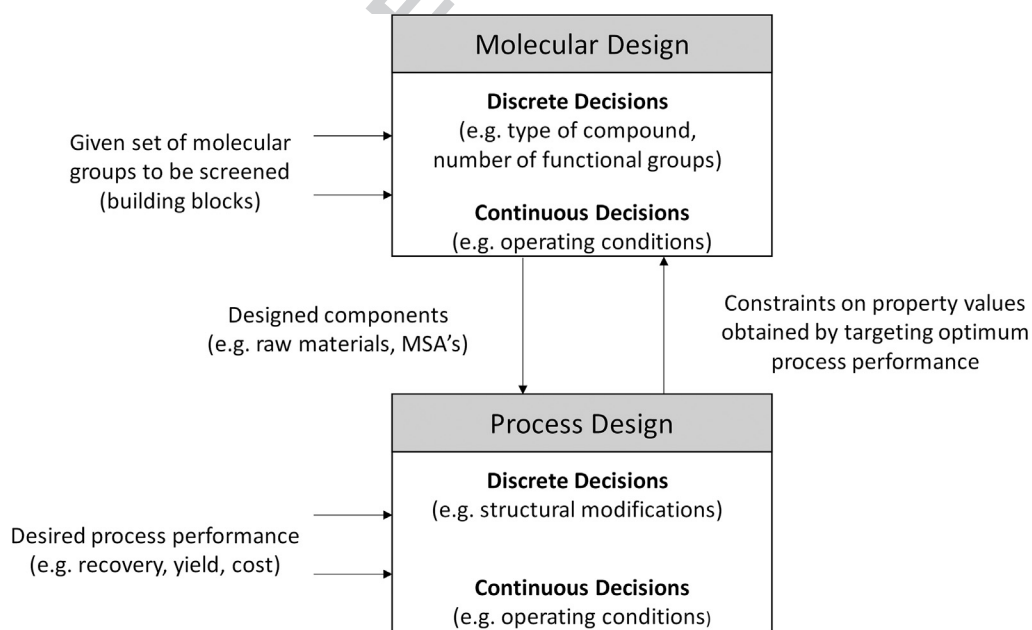 Molecular Design
Discrete Decisions
(e.g. type of compound,
number of functional groups)
Continuous Decisions
(e.g. operating conditions)
Given set of molecular
groups to be screened
(building blocks)
Designed components
(e.g. raw materials, MSA's)
Constraints on property values
obtained by targeting optimum
process performance
Process Design
Discrete Decisions
(e.g. structural modifications)
Continuous Decisions
(e.g. operating conditions)
Desired process performance
(e.g. recovery, yield, cost)